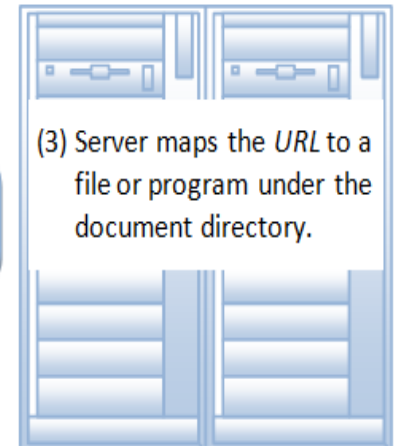 (3) Server maps the URL to a
file or program under the
document directory.